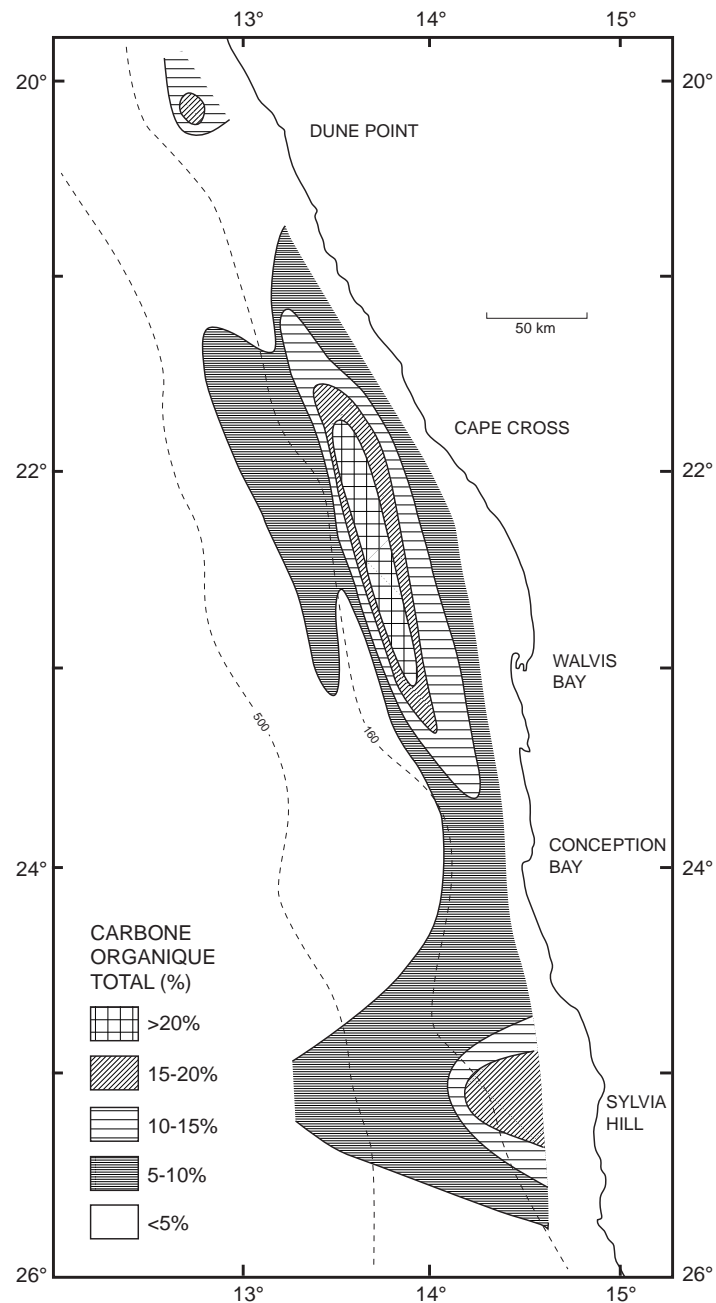 13°
14°
15°
20°
20°
DUNE POINT
50 km
CAPE CROSS
22°
22°
WALVIS
BAY
500
160
CONCEPTION
BAY
24°
24°
CARBONE
ORGANIQUE
TOTAL (%)
>20%
15-20%
10-15%
5-10%
<5%
SYLVIA
HILL
26°
26°
13°
14°
15°